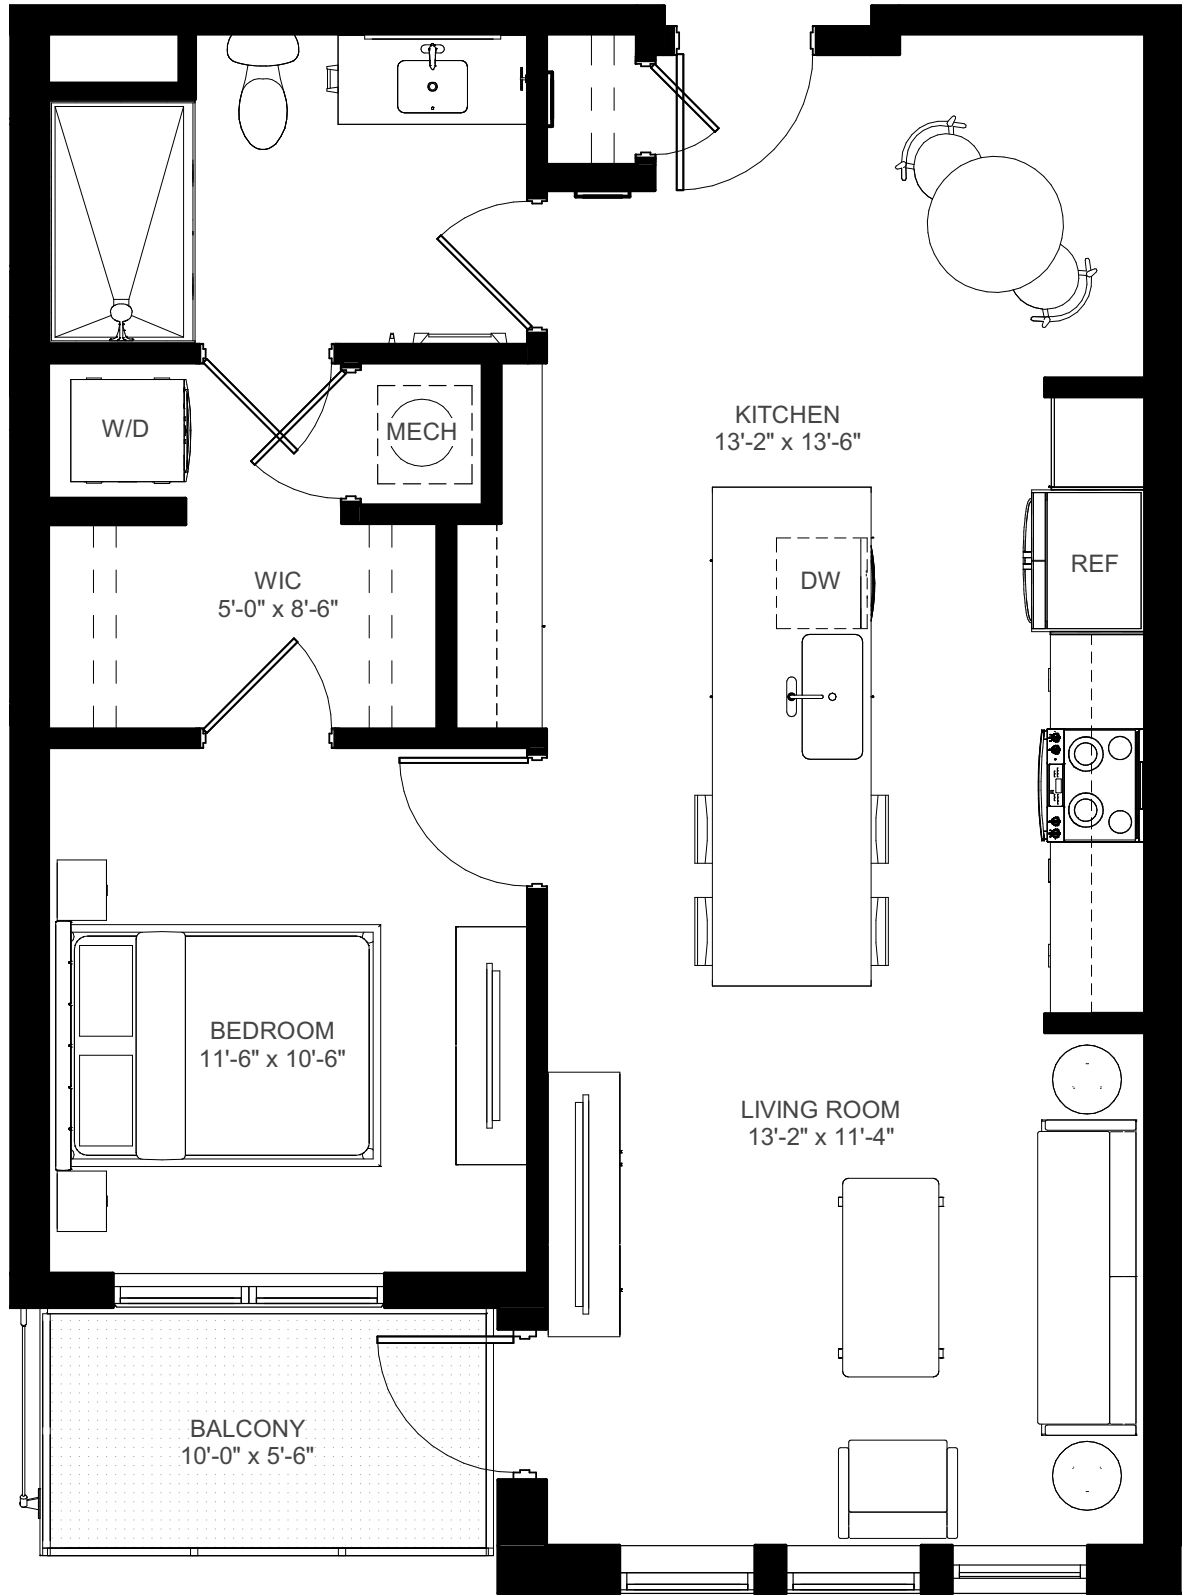 KITCHEN
13'-2" x 13'-6"
W/D
MECH
REF
DW
WIC
5'-0" x 8'-6"
BEDROOM
11'-6" x 10'-6"
LIVING ROOM
13'-2" x 11'-4"
BALCONY
10'-0" x 5'-6"